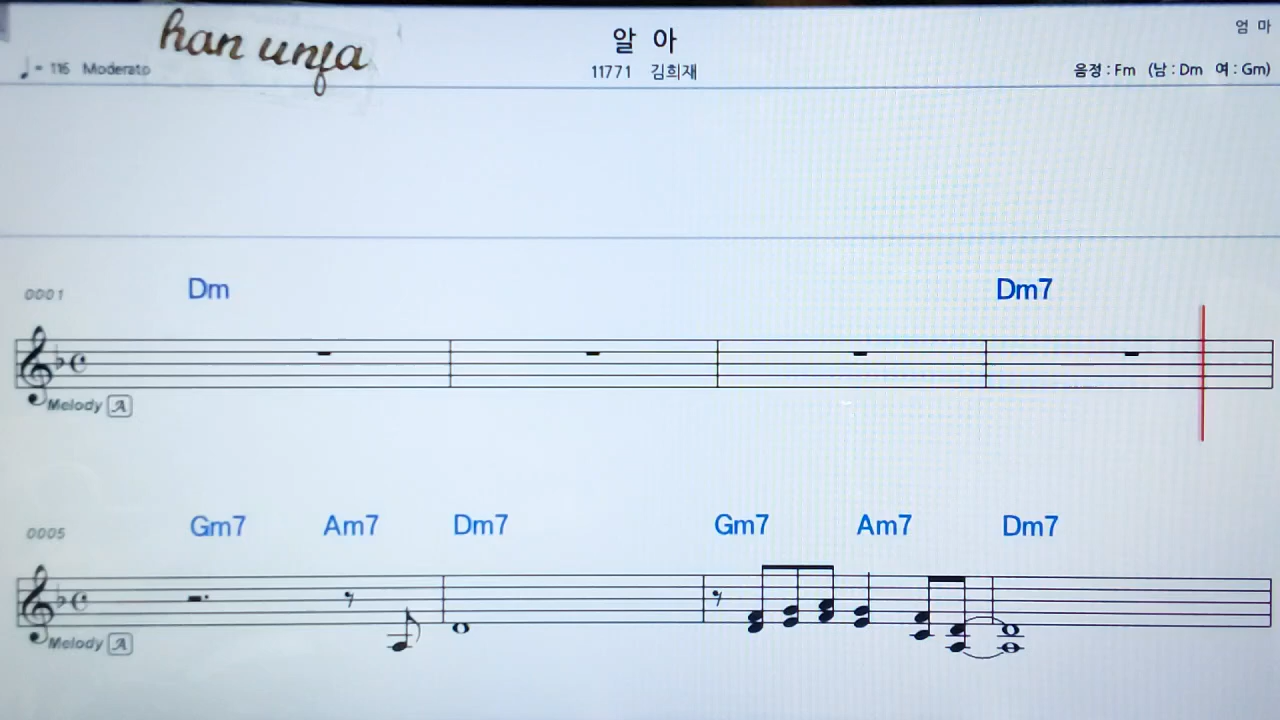 han unja
알 아
엄 마
♩= 116 Moderato
11771 김희재
음정 : Fm (남 : Dm 여 : Gm)
0001 Dm Dm7
Melody A
0005 Gm7 Am7 Dm7 Gm7 Am7 Dm7
Melody A